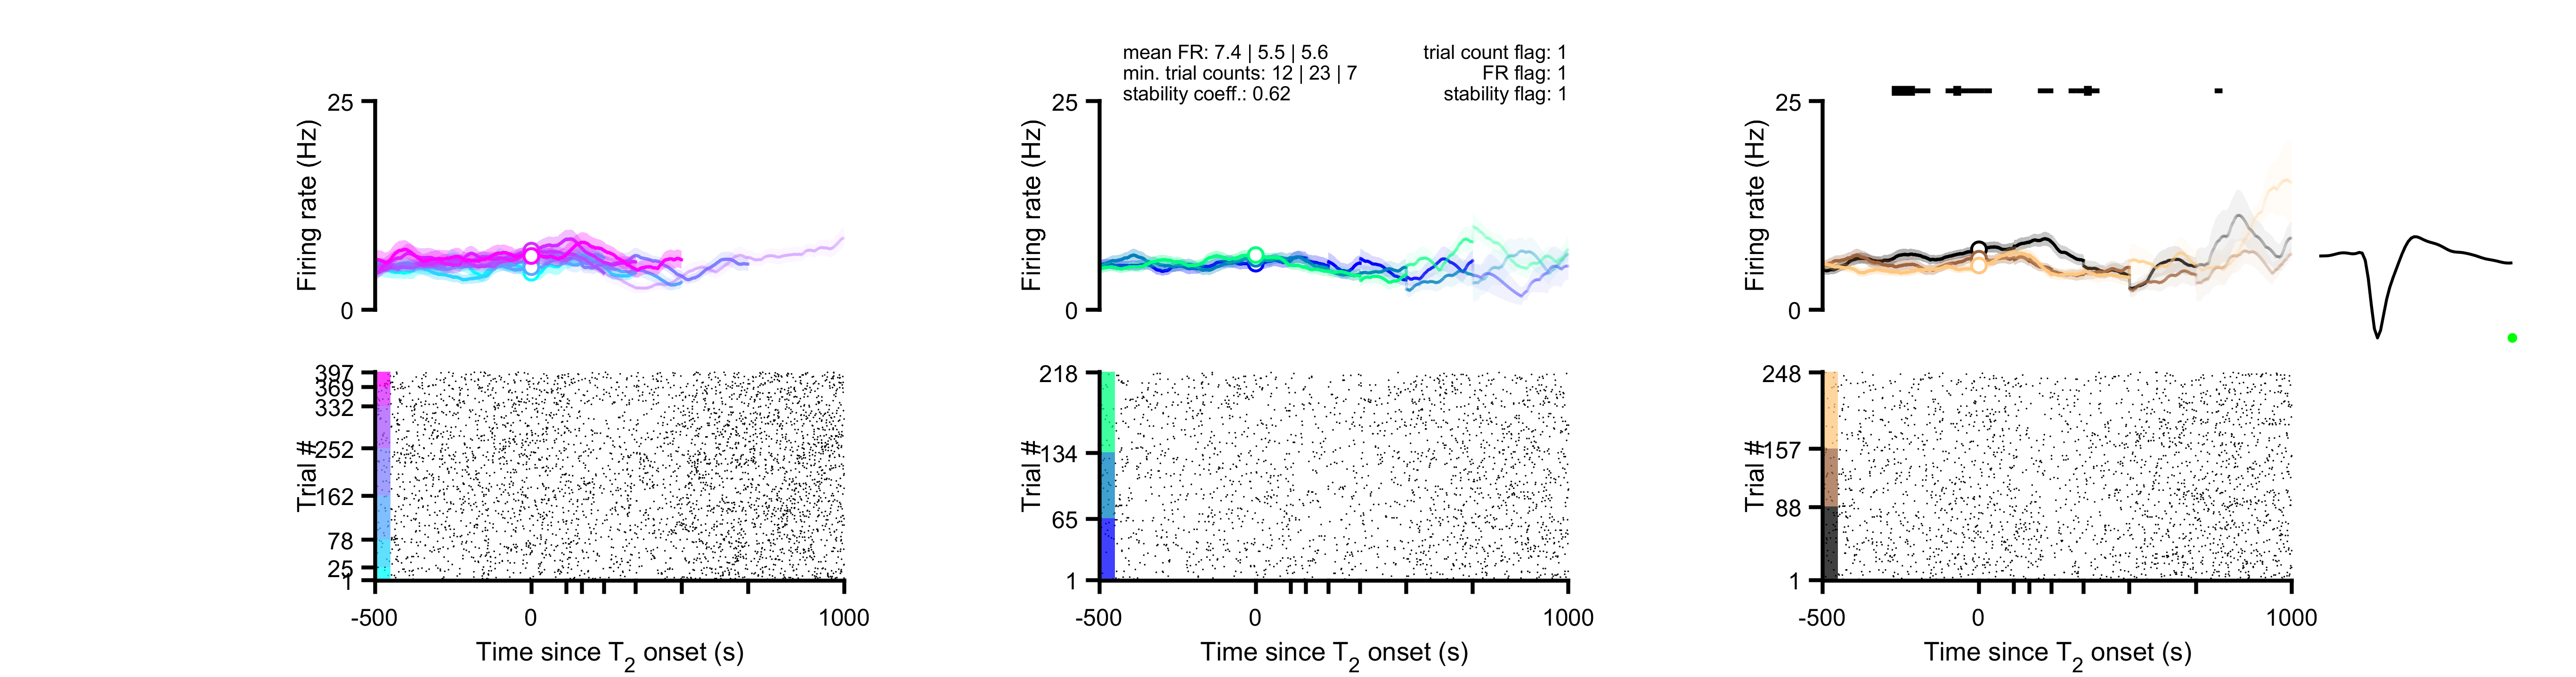 mean FR: 7.4 | 5.5 | 5.6
min. trial counts: 12 | 23 | 7
stability coeff.: 0.62
trial count flag: 1
FR flag: 1
stability flag: 1
25
Firing rate (Hz)
0
25
Firing rate (Hz)
0
25
Firing rate (Hz)
0
397
369
332
252
162
78
25
1
Trial #
-500
0
1000
Time since T2 onset (s)
218
134
65
1
Trial #
-500
0
1000
Time since T2 onset (s)
248
157
88
1
Trial #
-500
0
1000
Time since T2 onset (s)